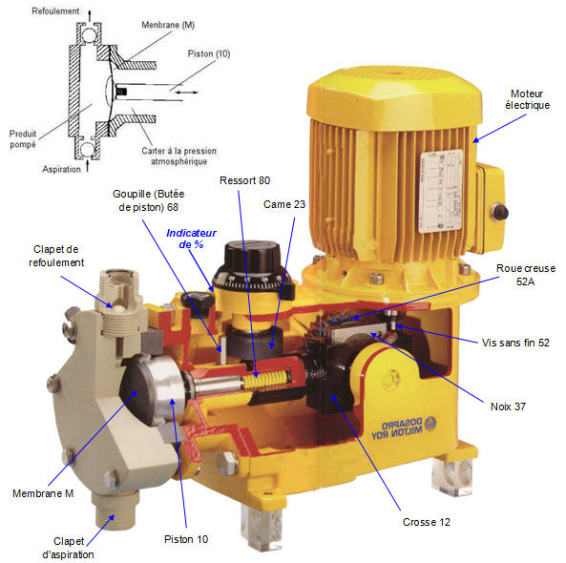 Refoulement
Membrane (M)
Piston (10)
Produit
pompé
Carter à la pression
atmosphérique
Aspiration
Moteur
électrique
Ressort 80
Goupille (Butée
de piston) 68
Came 23
Indicateur
de %
Clapet de
refoulement
Roue creuse
52A
Vis sans fin 52
Noix 37
DOSAPRO
MILTON ROY
Membrane M
Piston 10
Crosse 12
Clapet
d'aspiration